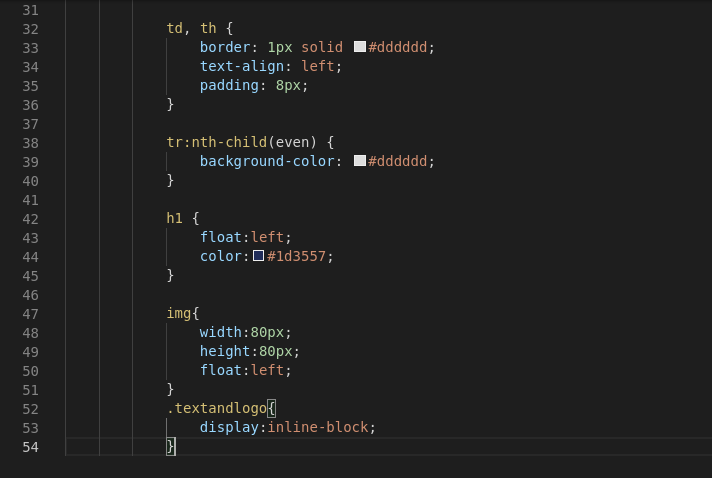 31
32 td, th {
33 border: 1px solid #dddddd;
34 text-align: left;
35 padding: 8px;
36 }
37
38 tr:nth-child(even) {
39 background-color: #dddddd;
40 }
41
42 h1 {
43 float:left;
44 color:#1d3557;
45 }
46
47 img{
48 width:80px;
49 height:80px;
50 float:left;
51 }
52 .textandlogo{
53 display:inline-block;
54 }